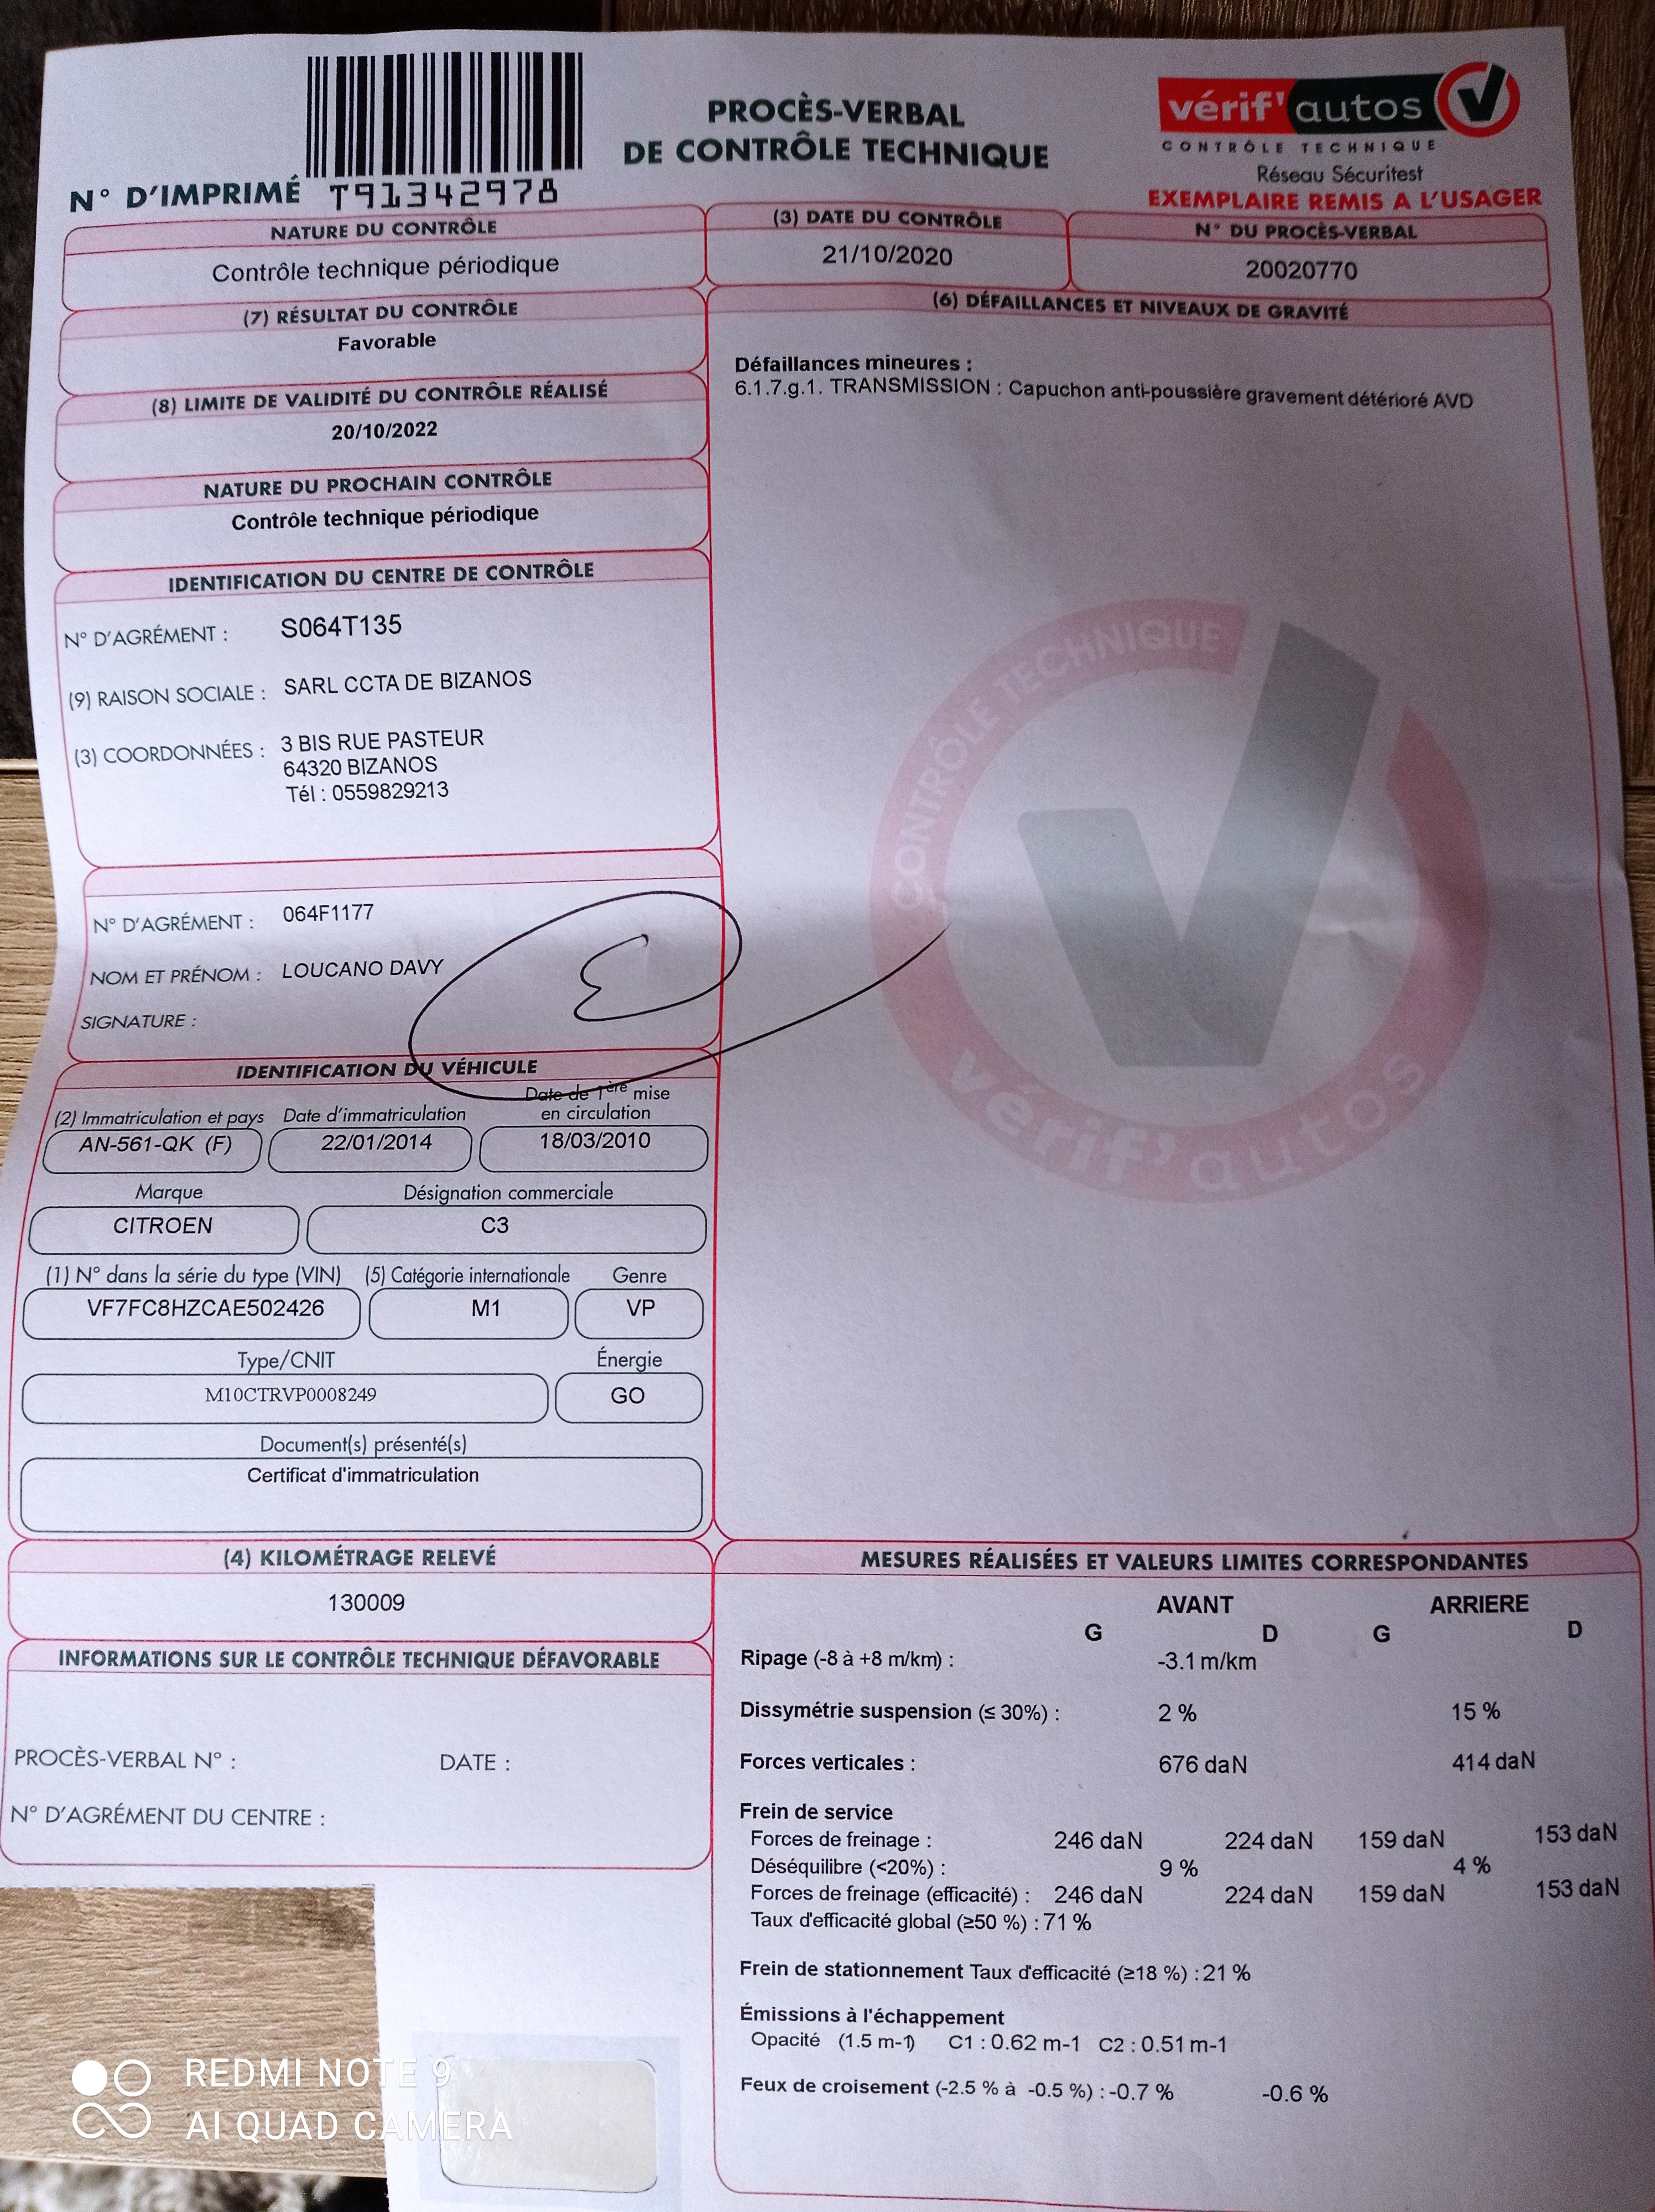 PROCÈS-VERBAL
DE CONTRÔLE TECHNIQUE
vérif'autos
CONTRÔLE TECHNIQUE
Réseau Sécuritest
EXEMPLAIRE REMIS A L'USAGER
N° D'IMPRIMÉ T91342978
NATURE DU CONTRÔLE
Contrôle technique périodique
(3) DATE DU CONTRÔLE
21/10/2020
N° DU PROCÈS-VERBAL
20020770
(7) RÉSULTAT DU CONTRÔLE
Favorable
(8) LIMITE DE VALIDITÉ DU CONTRÔLE RÉALISÉ
20/10/2022
NATURE DU PROCHAIN CONTRÔLE
Contrôle technique périodique
IDENTIFICATION DU CENTRE DE CONTRÔLE
N° D'AGRÉMENT : S064T135
(9) RAISON SOCIALE : SARL CCTA DE BIZANOS
(3) COORDONNÉES : 3 BIS RUE PASTEUR
64320 BIZANOS
Tél : 0559829213
N° D'AGRÉMENT : 064F1177
NOM ET PRÉNOM : LOUCANO DAVY
SIGNATURE :
IDENTIFICATION DU VÉHICULE
(2) Immatriculation et pays Date d'immatriculation Date de 1ère mise en circulation
AN-561-QK (F) 22/01/2014 18/03/2010
Marque Désignation commerciale
CITROEN C3
(1) N° dans la série du type (VIN) (5) Catégorie internationale Genre
VF7FC8HZCAE502426 M1 VP
Type/CNIT Énergie
M10CTRVP0008249 GO
Document(s) présenté(s)
Certificat d'immatriculation
(4) KILOMÉTRAGE RELEVÉ
130009
INFORMATIONS SUR LE CONTRÔLE TECHNIQUE DÉFAVORABLE
PROCÈS-VERBAL N° : DATE :
N° D'AGRÉMENT DU CENTRE :
(6) DÉFAILLANCES ET NIVEAUX DE GRAVITÉ
Défaillances mineures :
6.1.7.g.1. TRANSMISSION : Capuchon anti-poussière gravement détérioré AVD
CONTRÔLE TECHNIQUE
vérif'autos
MESURES RÉALISÉES ET VALEURS LIMITES CORRESPONDANTES
AVANT ARRIERE
G D G D
Ripage (-8 à +8 m/km) : -3.1 m/km
Dissymétrie suspension (≤ 30%) : 2 % 15 %
Forces verticales : 676 daN 414 daN
Frein de service
Forces de freinage : 246 daN 224 daN 159 daN 153 daN
Déséquilibre (<20%) : 9 % 4 %
Forces de freinage (efficacité) : 246 daN 224 daN 159 daN 153 daN
Taux d'efficacité global (≥50 %) : 71 %
Frein de stationnement Taux d'efficacité (≥18 %) : 21 %
Émissions à l'échappement
Opacité (1.5 m-1) C1 : 0.62 m-1 C2 : 0.51 m-1
Feux de croisement (-2.5 % à -0.5 %) : -0.7 % -0.6 %
REDMI NOTE 9
AI QUAD CAMERA